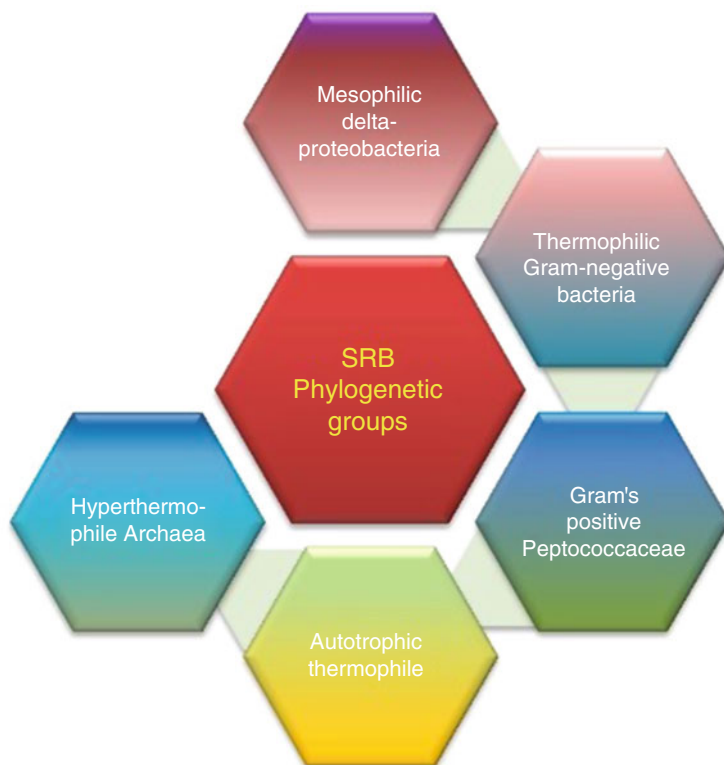 Mesophilic
delta-
proteobacteria
Thermophilic
Gram-negative
bacteria
SRB
Phylogenetic
groups
Hyperthermo-
phile Archaea
Gram's
positive
Peptococcaceae
Autotrophic
thermophile